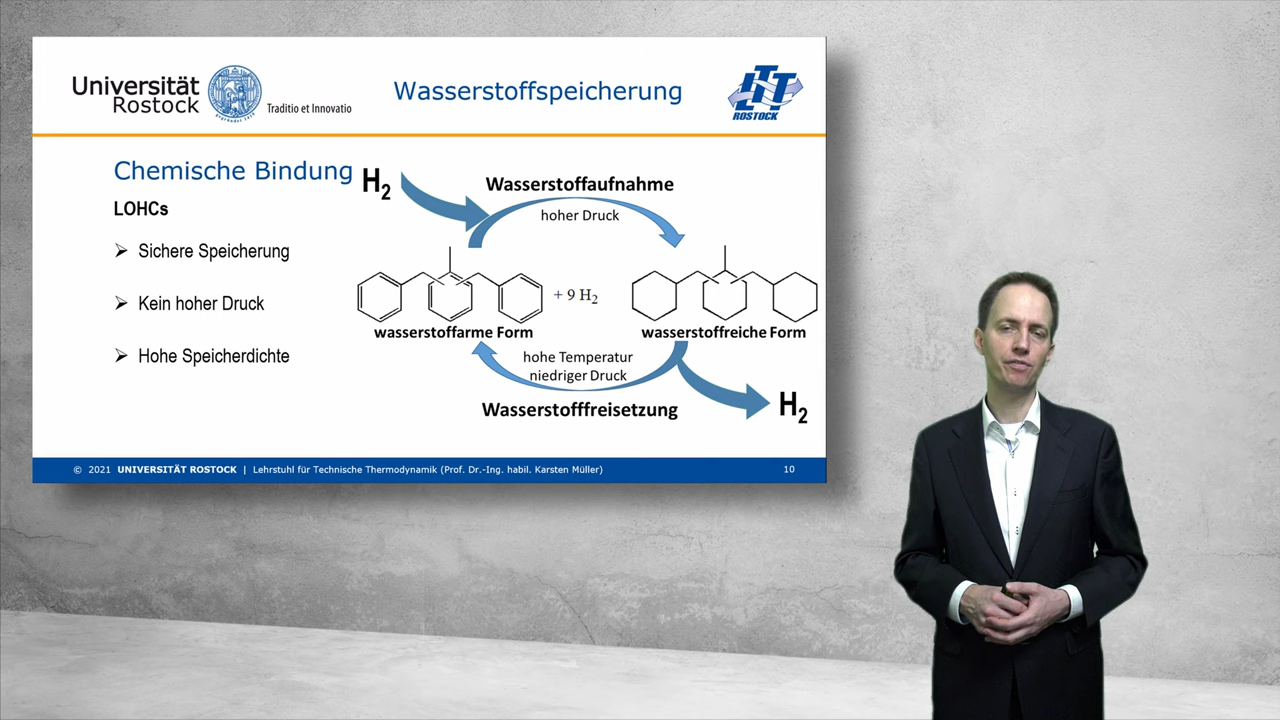 Universität
Rostock
Traditio et Innovatio
Wasserstoffspeicherung
LTT
ROSTOCK
Chemische Bindung
LOHCs
➢ Sichere Speicherung
➢ Kein hoher Druck
➢ Hohe Speicherdichte
H₂
Wasserstoffaufnahme
hoher Druck
+ 9 H₂
wasserstoffarme Form
wasserstoffreiche Form
hohe Temperatur
niedriger Druck
Wasserstofffreisetzung
H₂
© 2021 UNIVERSITÄT ROSTOCK | Lehrstuhl für Technische Thermodynamik (Prof. Dr.-Ing. habil. Karsten Müller)
10